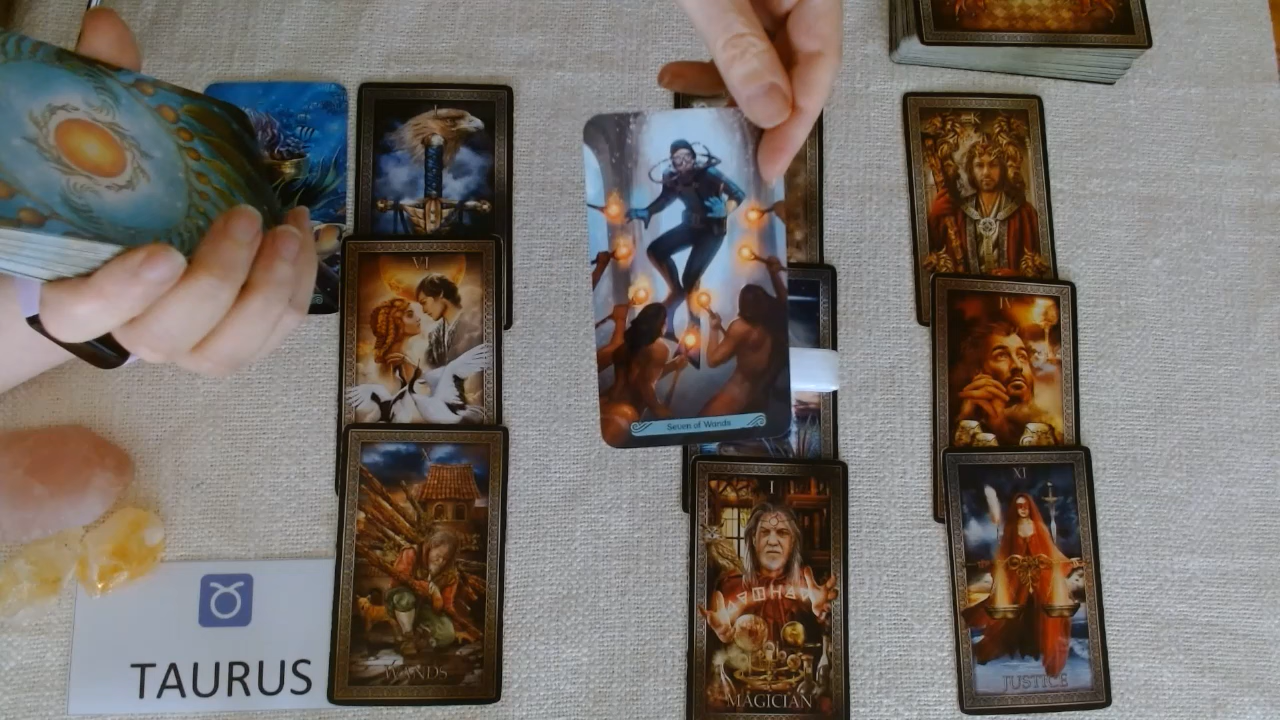 VI
WANDS
Seven of Wands
I
MAGICIAN
XI
JUSTICE
TAURUS